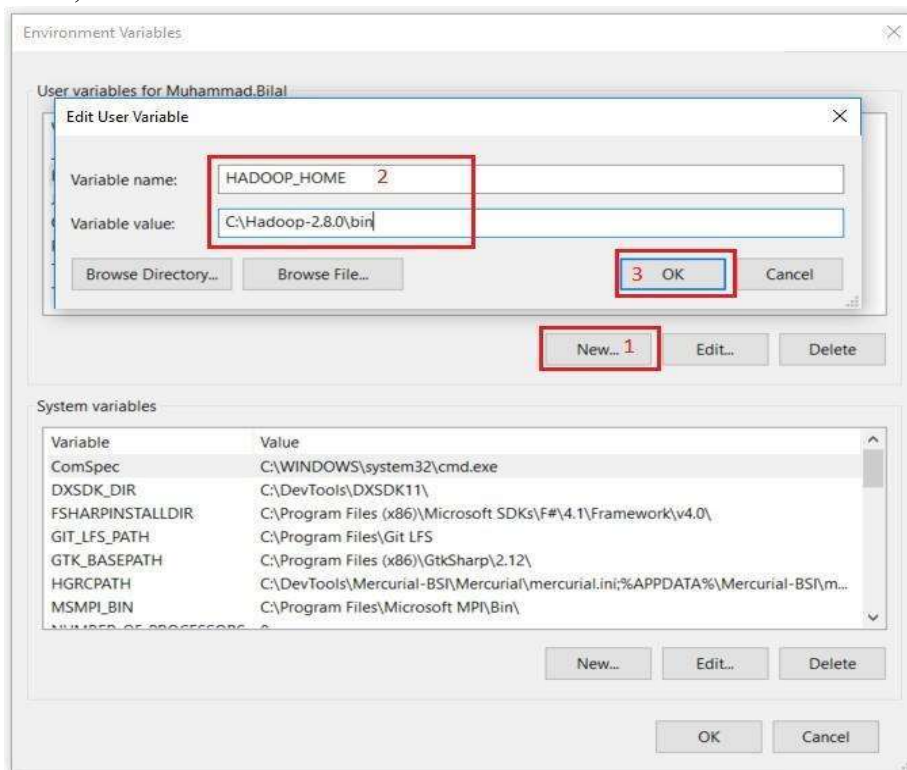 Environment Variables
User variables for Muhammad.Bilal
Edit User Variable
Variable name: HADOOP_HOME 2
Variable value: C:\Hadoop-2.8.0\bin
Browse Directory... Browse File... 3 OK Cancel
New... 1 Edit... Delete
System variables
Variable Value
ComSpec C:\WINDOWS\system32\cmd.exe
DXSDK_DIR C:\DevTools\DXSDK11\
FSHARPINSTALLDIR C:\Program Files (x86)\Microsoft SDKs\F#\4.1\Framework\v4.0\
GIT_LFS_PATH C:\Program Files\Git LFS
GTK_BASEPATH C:\Program Files (x86)\GtkSharp\2.12\
HGRCPATH C:\DevTools\Mercurial-BSI\Mercurial\mercurial.ini;%APPDATA%\Mercurial-BSI\m...
MSMPI_BIN C:\Program Files\Microsoft MPI\Bin\
NUMBER_OF_PROCESSORS
New... Edit... Delete
OK Cancel